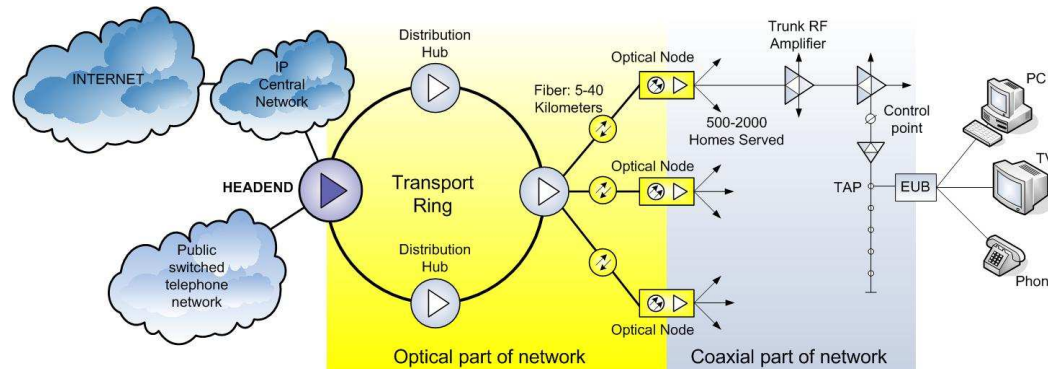 INTERNET
IP
Central
Network
HEADEND
Public
switched
telephone
network
Distribution
Hub
Transport
Ring
Distribution
Hub
Fiber: 5-40
Kilometers
Optical Node
Optical Node
Optical Node
500-2000
Homes Served
Trunk RF
Amplifier
Control
point
TAP
EUB
PC
TV
Phon
Optical part of network
Coaxial part of network